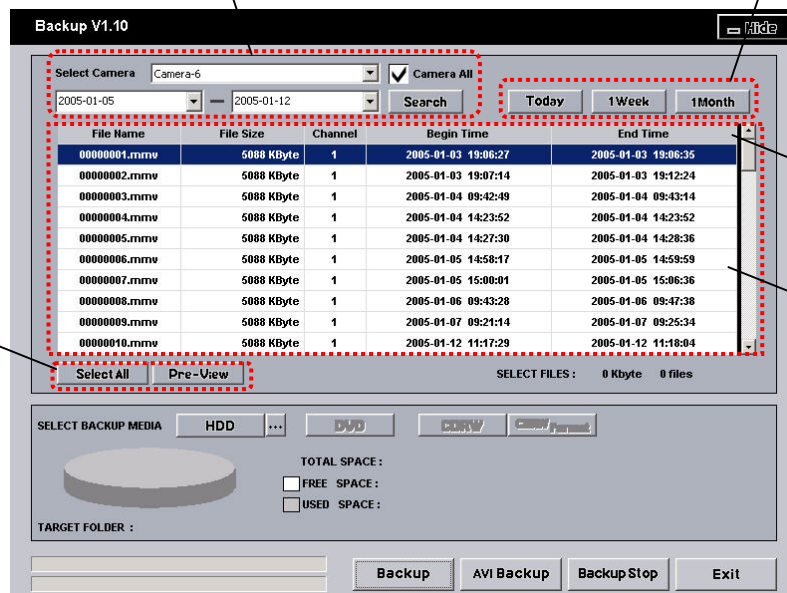 Backup V1.10 Hide
Select Camera Camera-6 Camera All
2005-01-05 2005-01-12 Search Today 1Week 1Month
File Name File Size Channel Begin Time End Time
00000001.mmv 5088 KByte 1 2005-01-03 19:06:27 2005-01-03 19:06:35
00000002.mmv 5088 KByte 1 2005-01-03 19:07:14 2005-01-03 19:12:24
00000003.mmv 5088 KByte 1 2005-01-04 09:42:49 2005-01-04 09:43:14
00000004.mmv 5088 KByte 1 2005-01-04 14:23:52 2005-01-04 14:23:52
00000005.mmv 5088 KByte 1 2005-01-04 14:27:30 2005-01-04 14:28:36
00000006.mmv 5088 KByte 1 2005-01-05 14:58:17 2005-01-05 14:59:59
00000007.mmv 5088 KByte 1 2005-01-05 15:00:01 2005-01-05 15:06:36
00000008.mmv 5088 KByte 1 2005-01-06 09:43:28 2005-01-06 09:47:38
00000009.mmv 5088 KByte 1 2005-01-07 09:21:14 2005-01-07 09:25:34
00000010.mmv 5088 KByte 1 2005-01-12 11:17:29 2005-01-12 11:18:04
Select All Pre-View SELECT FILES : 0 Kbyte 0 files
SELECT BACKUP MEDIA HDD ... DVD CDRW CDRW Format
TOTAL SPACE :
FREE SPACE :
USED SPACE :
TARGET FOLDER :
Backup AVI Backup Backup Stop Exit